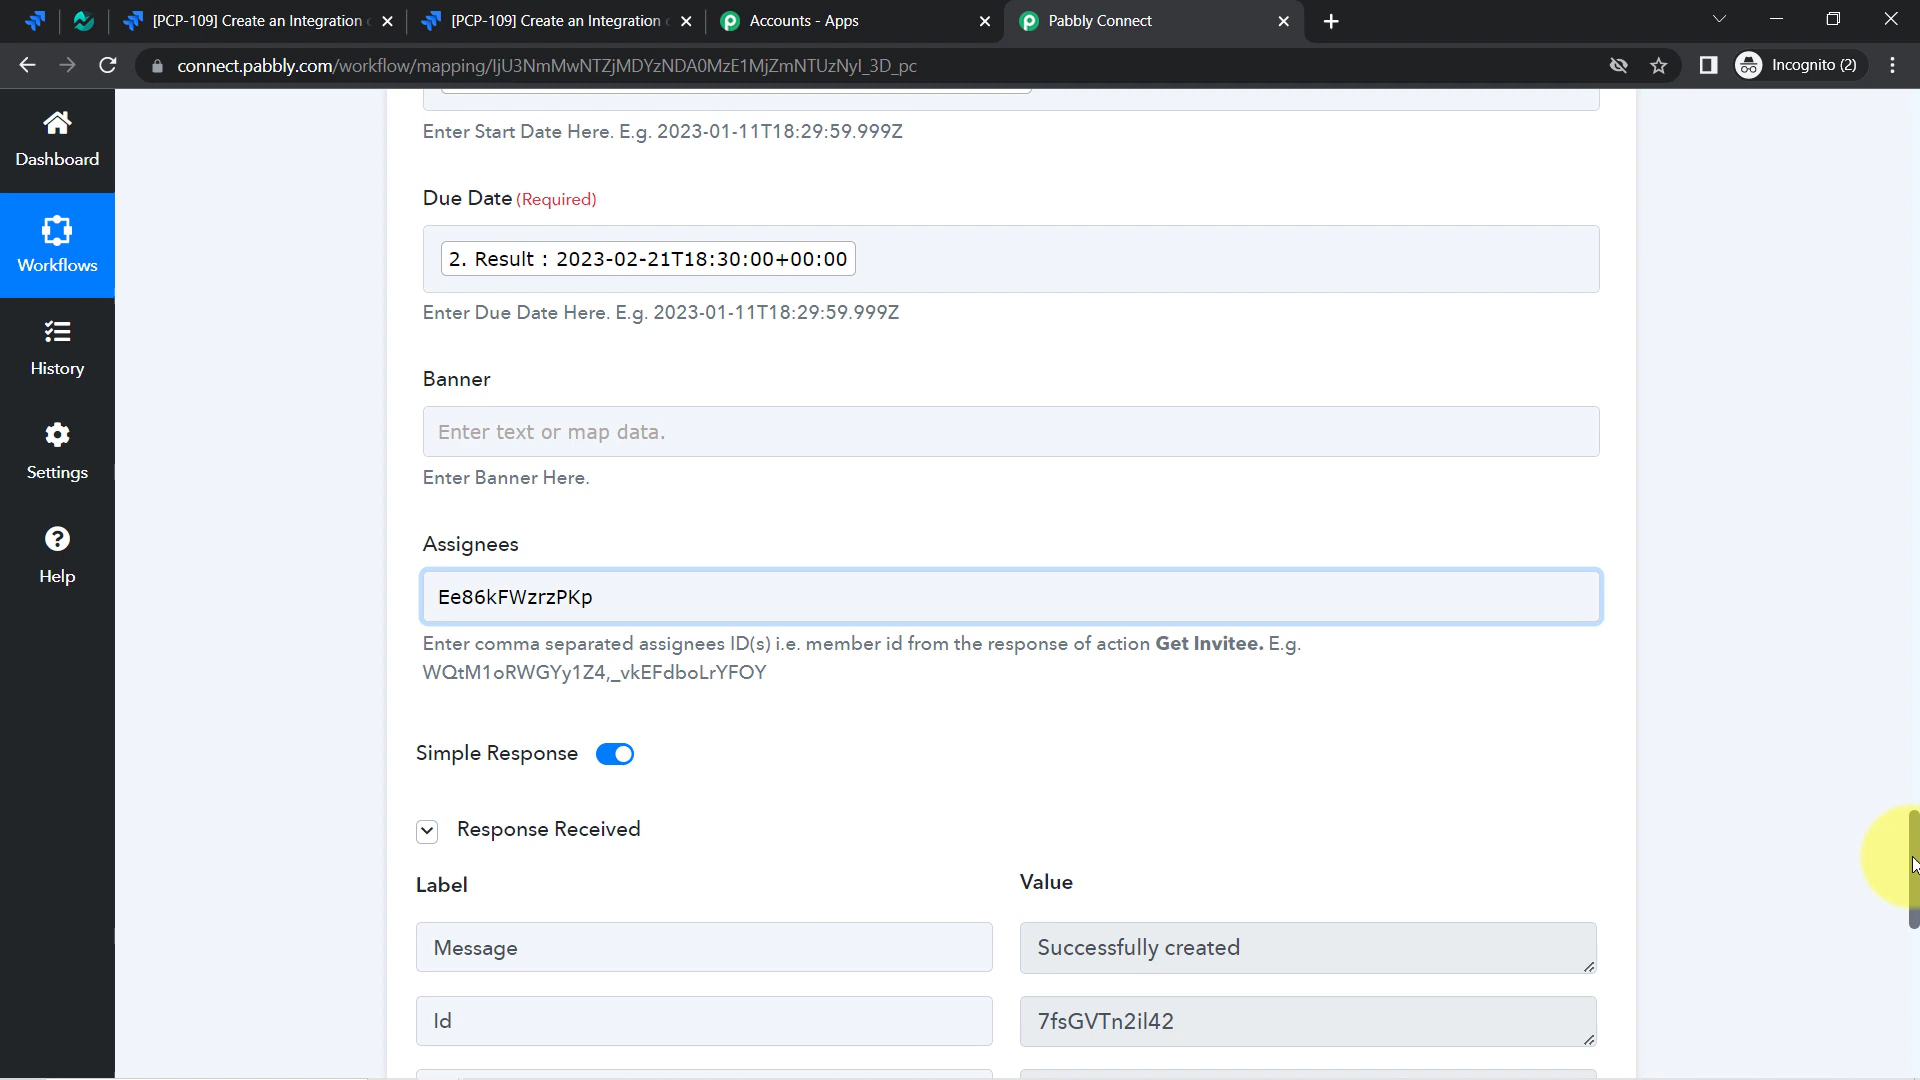 [PCP-109] Create an Integration
[PCP-109] Create an Integration
Accounts - Apps
Pabbly Connect
connect.pabbly.com/workflow/mapping/IjU3NmMwNTZjMDYzNDA0MzE1MjZmNTUzNyI_3D_pc
Incognito (2)
Dashboard
Workflows
History
Settings
Help
Enter Start Date Here. E.g. 2023-01-11T18:29:59.999Z
Due Date (Required)
2. Result : 2023-02-21T18:30:00+00:00
Enter Due Date Here. E.g. 2023-01-11T18:29:59.999Z
Banner
Enter text or map data.
Enter Banner Here.
Assignees
Ee86kFWzrzPKp
Enter comma separated assignees ID(s) i.e. member id from the response of action Get Invitee. E.g.
WQtM1oRWGYy1Z4,_vkEFdboLrYFOY
Simple Response
Response Received
Label
Value
Message
Successfully created
Id
7fsGVTn2il42